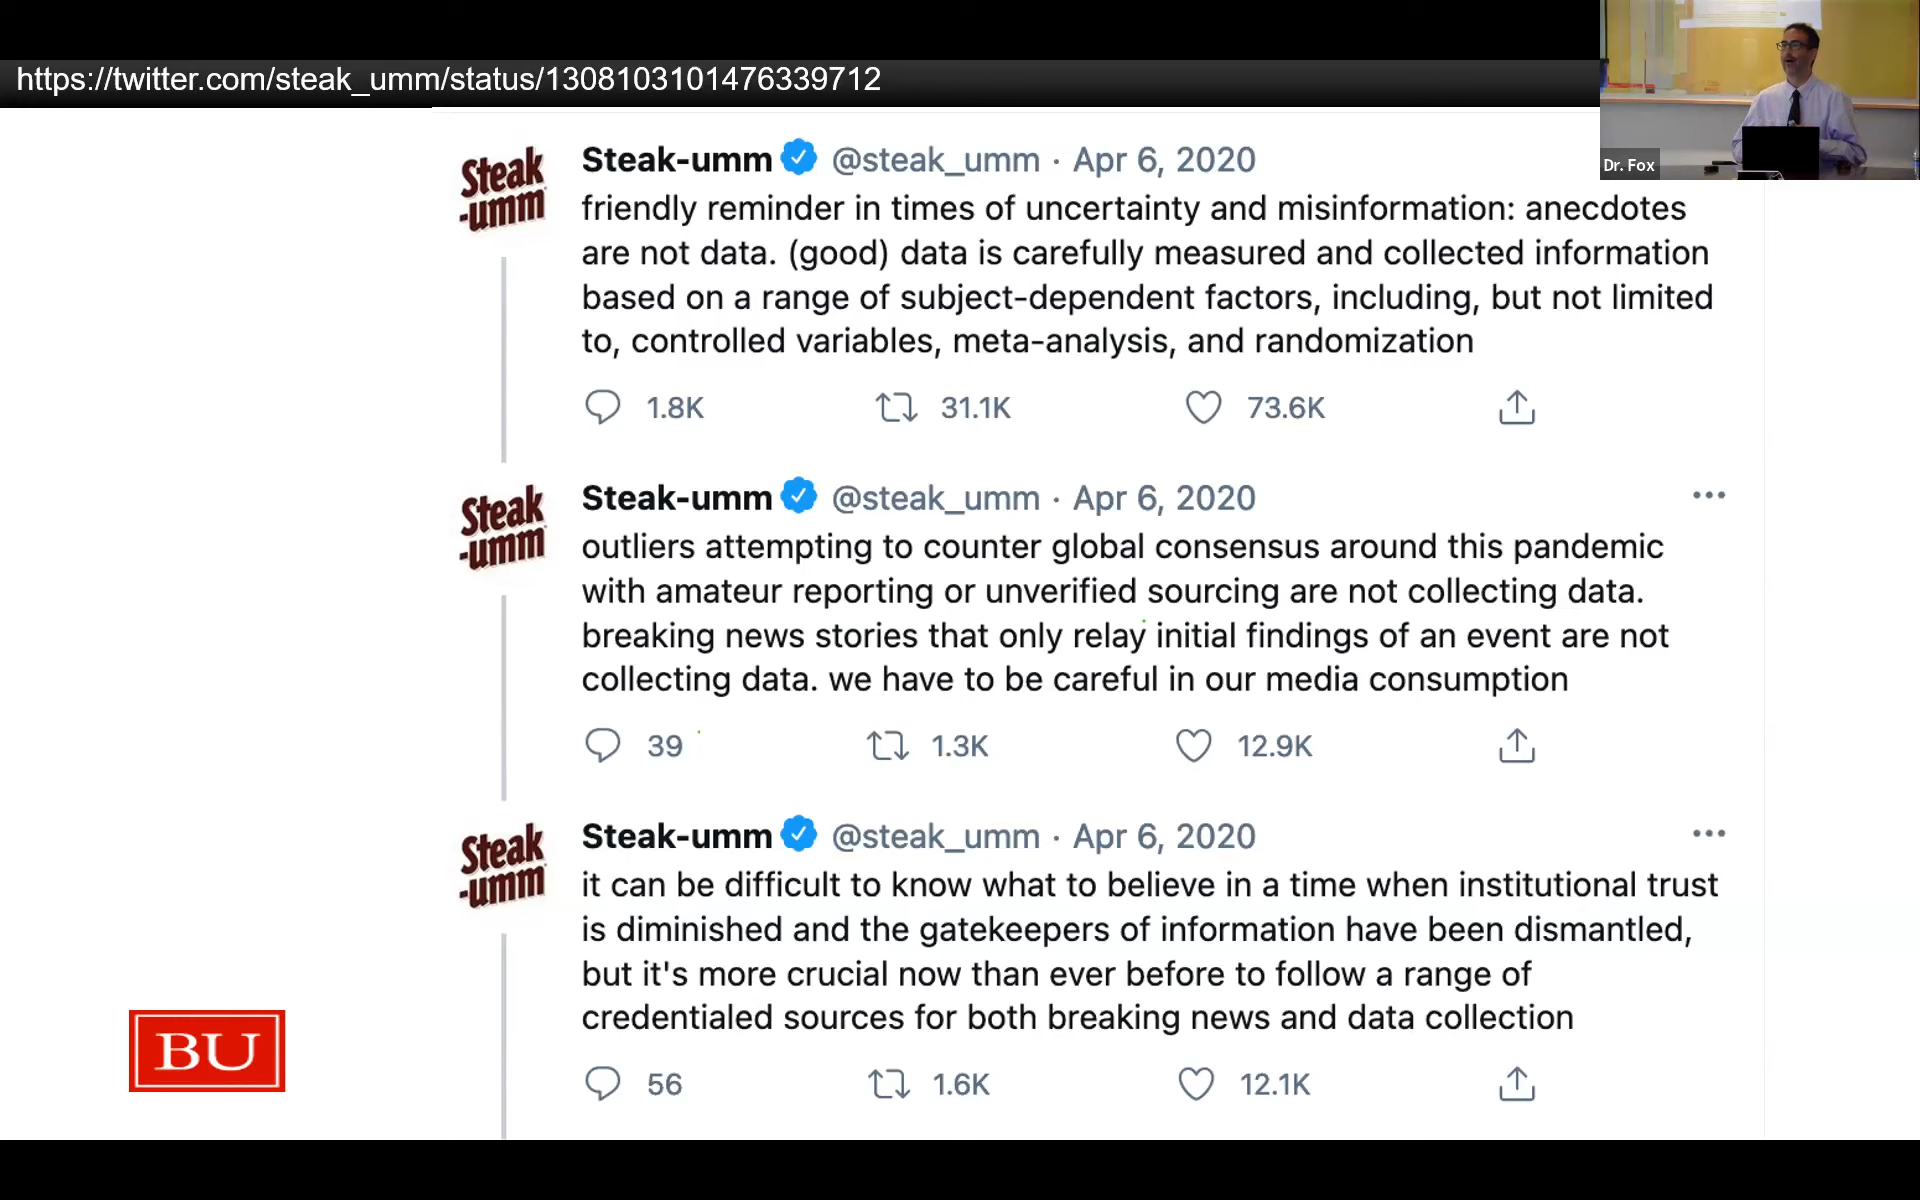 https://twitter.com/steak_umm/status/1308103101476339712
Dr. Fox
Steak-umm
Steak-umm @steak_umm · Apr 6, 2020
friendly reminder in times of uncertainty and misinformation: anecdotes
are not data. (good) data is carefully measured and collected information
based on a range of subject-dependent factors, including, but not limited
to, controlled variables, meta-analysis, and randomization
1.8K 31.1K 73.6K
Steak-umm
Steak-umm @steak_umm · Apr 6, 2020
outliers attempting to counter global consensus around this pandemic
with amateur reporting or unverified sourcing are not collecting data.
breaking news stories that only relay initial findings of an event are not
collecting data. we have to be careful in our media consumption
39 1.3K 12.9K
Steak-umm
Steak-umm @steak_umm · Apr 6, 2020
it can be difficult to know what to believe in a time when institutional trust
is diminished and the gatekeepers of information have been dismantled,
but it's more crucial now than ever before to follow a range of
credentialed sources for both breaking news and data collection
56 1.6K 12.1K
BU